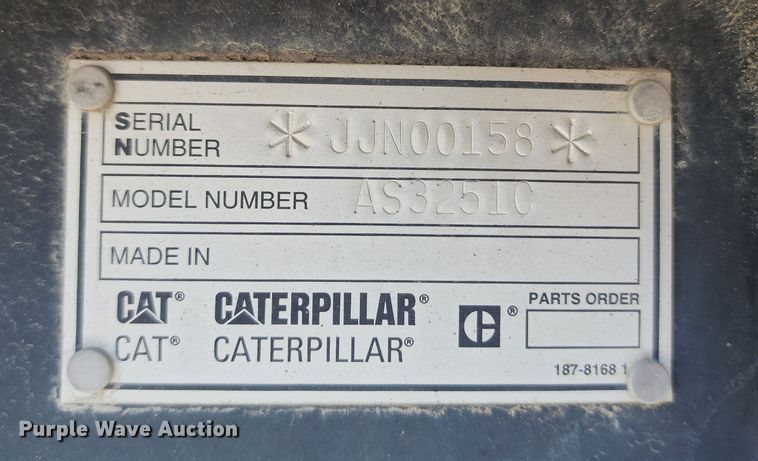 SERIAL NUMBER * JJN00158 *
MODEL NUMBER AS3251C
MADE IN
CAT® CATERPILLAR® C® PARTS ORDER
CAT® CATERPILLAR®
187-8168 1
Purple Wave Auction